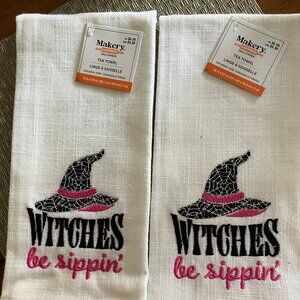 Makery.
TEA TOWEL
LINGE À VAISSELLE
WITCHES
be sippin'
Makery.
TEA TOWEL
LINGE À VAISSELLE
WITCHES
be sippin'